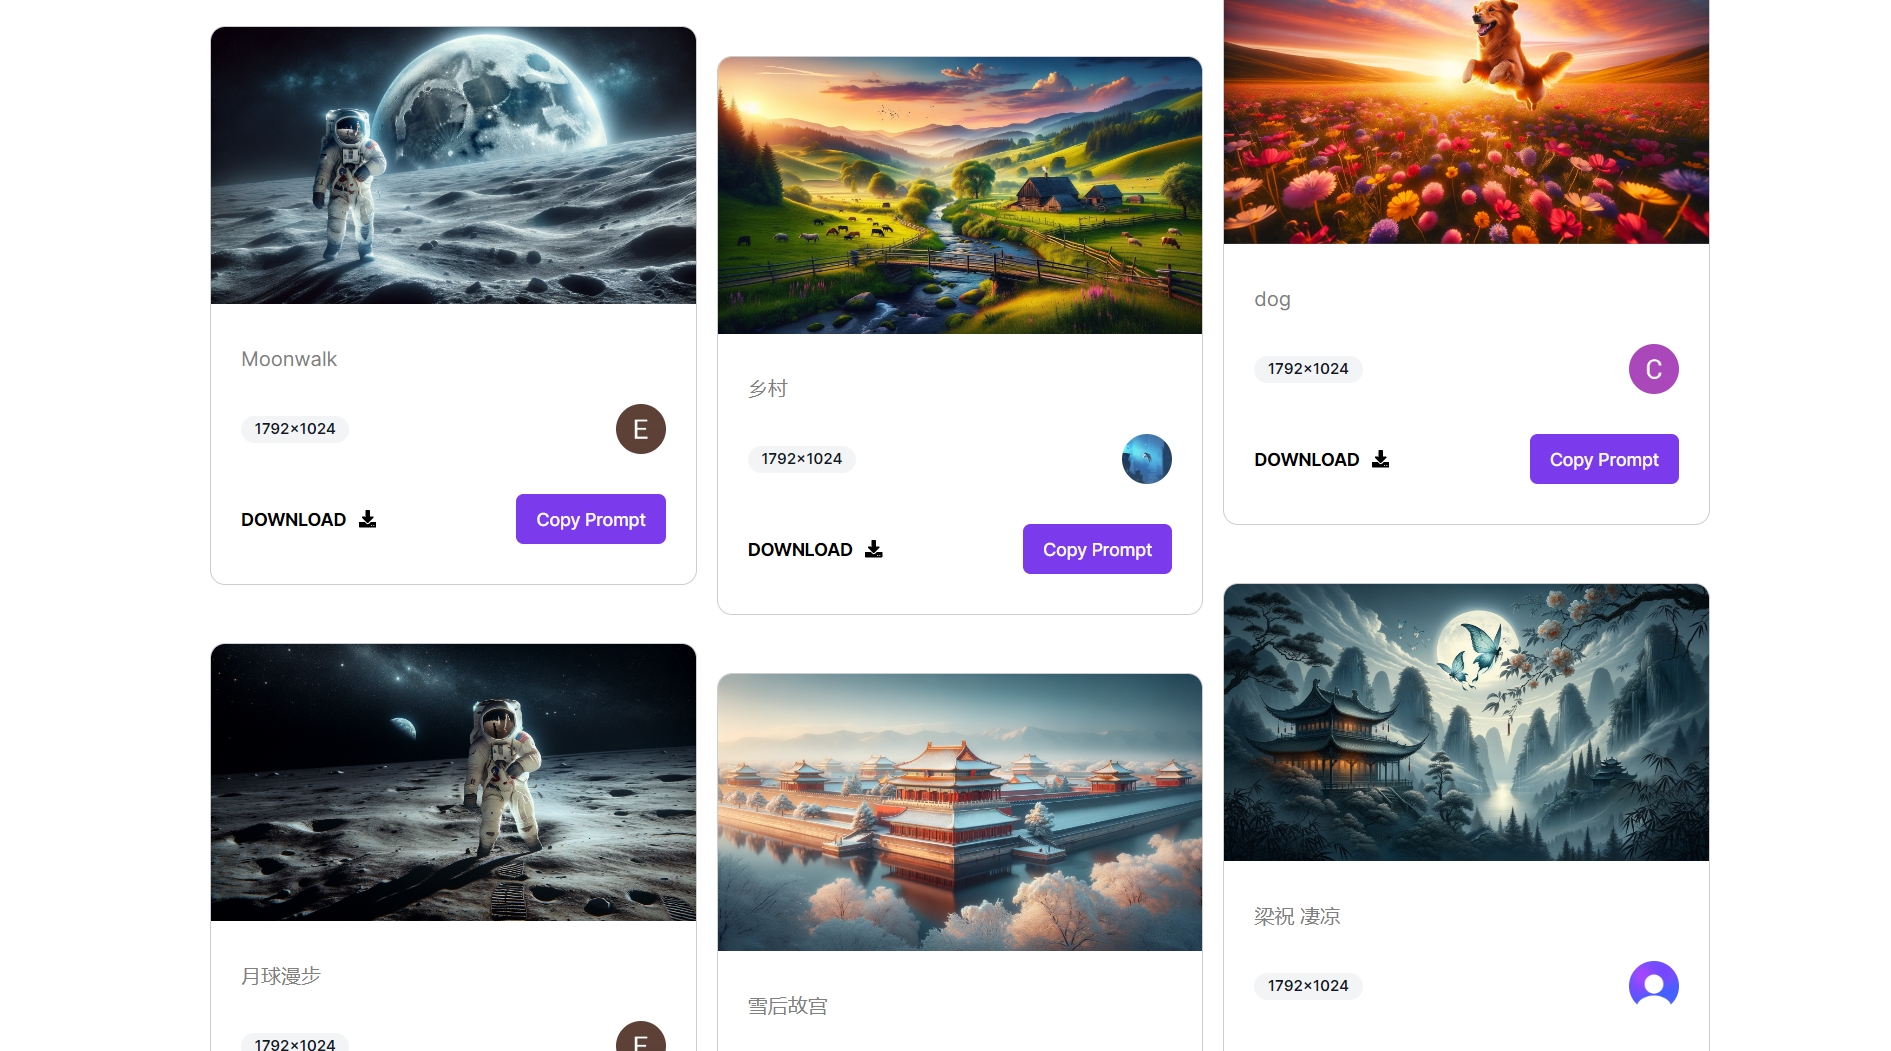 Moonwalk
1792×1024
E
DOWNLOAD
Copy Prompt
月球漫步
1792×1024
E
乡村
1792×1024
DOWNLOAD
Copy Prompt
雪后故宫
dog
1792×1024
C
DOWNLOAD
Copy Prompt
梁祝 凄凉
1792×1024